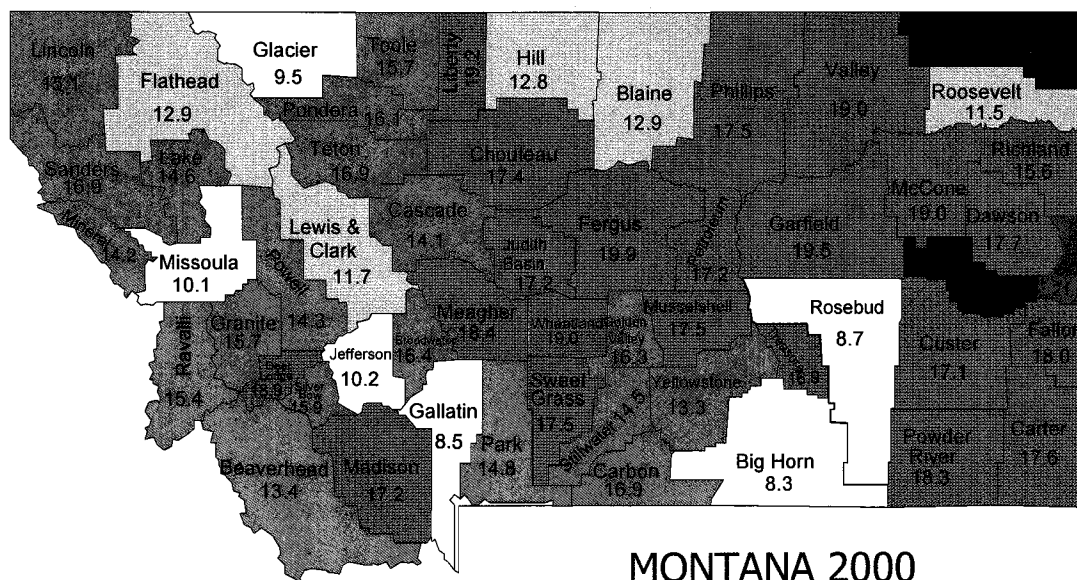 Lincoln
Glacier
9.5
Toole
15.7
Liberty
19.2
Hill
12.8
Blaine
12.9
Phillips
17.5
Valley
19.0
Roosevelt
11.5
Flathead
12.9
Pondera
16.1
Teton
16.9
Chouteau
17.4
Richland
15.6
Sanders
16.9
Lake
14.6
Mineral
14.2
Missoula
10.1
Lewis &
Clark
11.7
Powell
14.3
Cascade
14.1
Judith
Basin
17.2
Fergus
19.9
Petroleum
17.2
Garfield
19.5
McCone
19.0
Dawson
17.7
Ravalli
15.4
Granite
15.7
Jefferson
10.2
Broadwater
16.4
Meagher
18.4
Wheatland
19.0
16.3
Musselshell
17.5
Rosebud
8.7
Custer
17.1
Fallon
18.0
Silver
15.9
Gallatin
8.5
Park
14.8
Sweet
Grass
17.5
Stillwater 14.5
Yellowstone
13.3
Beaverhead
13.4
Madison
17.2
Carbon
16.9
Big Horn
8.3
Powder
River
18.3
Carter
17.6
MONTANA 2000